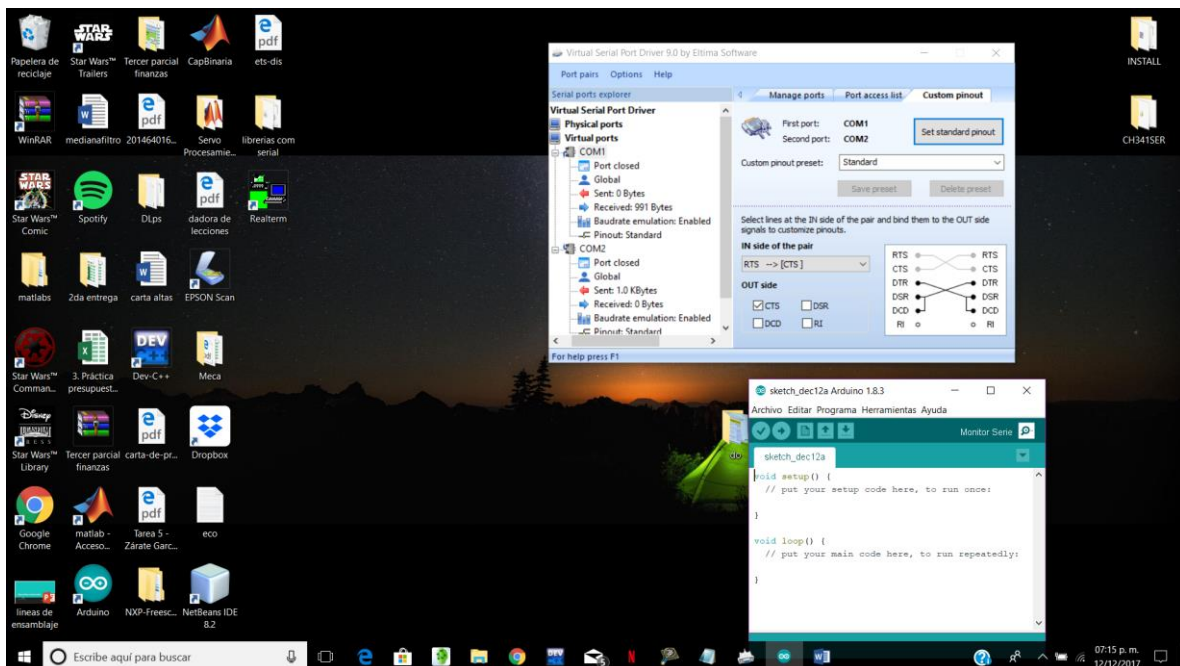 Papelera de
reciclaje
STAR
WARS
Star Wars™
Trailers
Tercer parcial
finanzas
CapBinaria
pdf
ets-dis
WinRAR
medianafiltro
pdf
201464016...
Servo
Procesamie...
librerias com
serial
STAR
WARS
Star Wars™
Comic
Spotify
DLps
pdf
dadora de
lecciones
Realterm
matlabs
2da entrega
carta altas
EPSON Scan
Star Wars™
Comman...
3. Práctica
presupuest...
DEV
C++
Dev-C++
Meca
Disney
Star Wars™
Library
Tercer parcial
finanzas
pdf
carta-de-pr...
Dropbox
Google
Chrome
matlab -
Acceso...
pdf
Tarea 5 -
Zárate Garc...
eco
lineas de
ensamblaje
Arduino
NXP-Freesc...
NetBeans IDE
8.2
INSTALL
CH341SER
Virtual Serial Port Driver 9.0 by Eltima Software
Port pairs Options Help
Serial ports explorer
Virtual Serial Port Driver
Physical ports
Virtual ports
COM1
Port closed
Global
Sent: 0 Bytes
Received: 991 Bytes
Baudrate emulation: Enabled
Pinout: Standard
COM2
Port closed
Global
Sent: 1.0 KBytes
Received: 0 Bytes
Baudrate emulation: Enabled
Pinout: Standard
For help press F1
Manage ports Port access list Custom pinout
First port: COM1
Second port: COM2
Set standard pinout
Custom pinout preset: Standard
Save preset Delete preset
Select lines at the IN side of the pair and bind them to the OUT side
signals to customize pinouts.
IN side of the pair
RTS --> [CTS ]
OUT side
CTS DSR
DCD RI
RTS RTS
CTS CTS
DTR DTR
DSR DSR
DCD DCD
RI RI
sketch_dec12a Arduino 1.8.3
Archivo Editar Programa Herramientas Ayuda
Monitor Serie
sketch_dec12a
void setup() {
// put your setup code here, to run once:
}
void loop() {
// put your main code here, to run repeatedly:
}
Escribe aquí para buscar
07:15 p. m.
12/12/2017